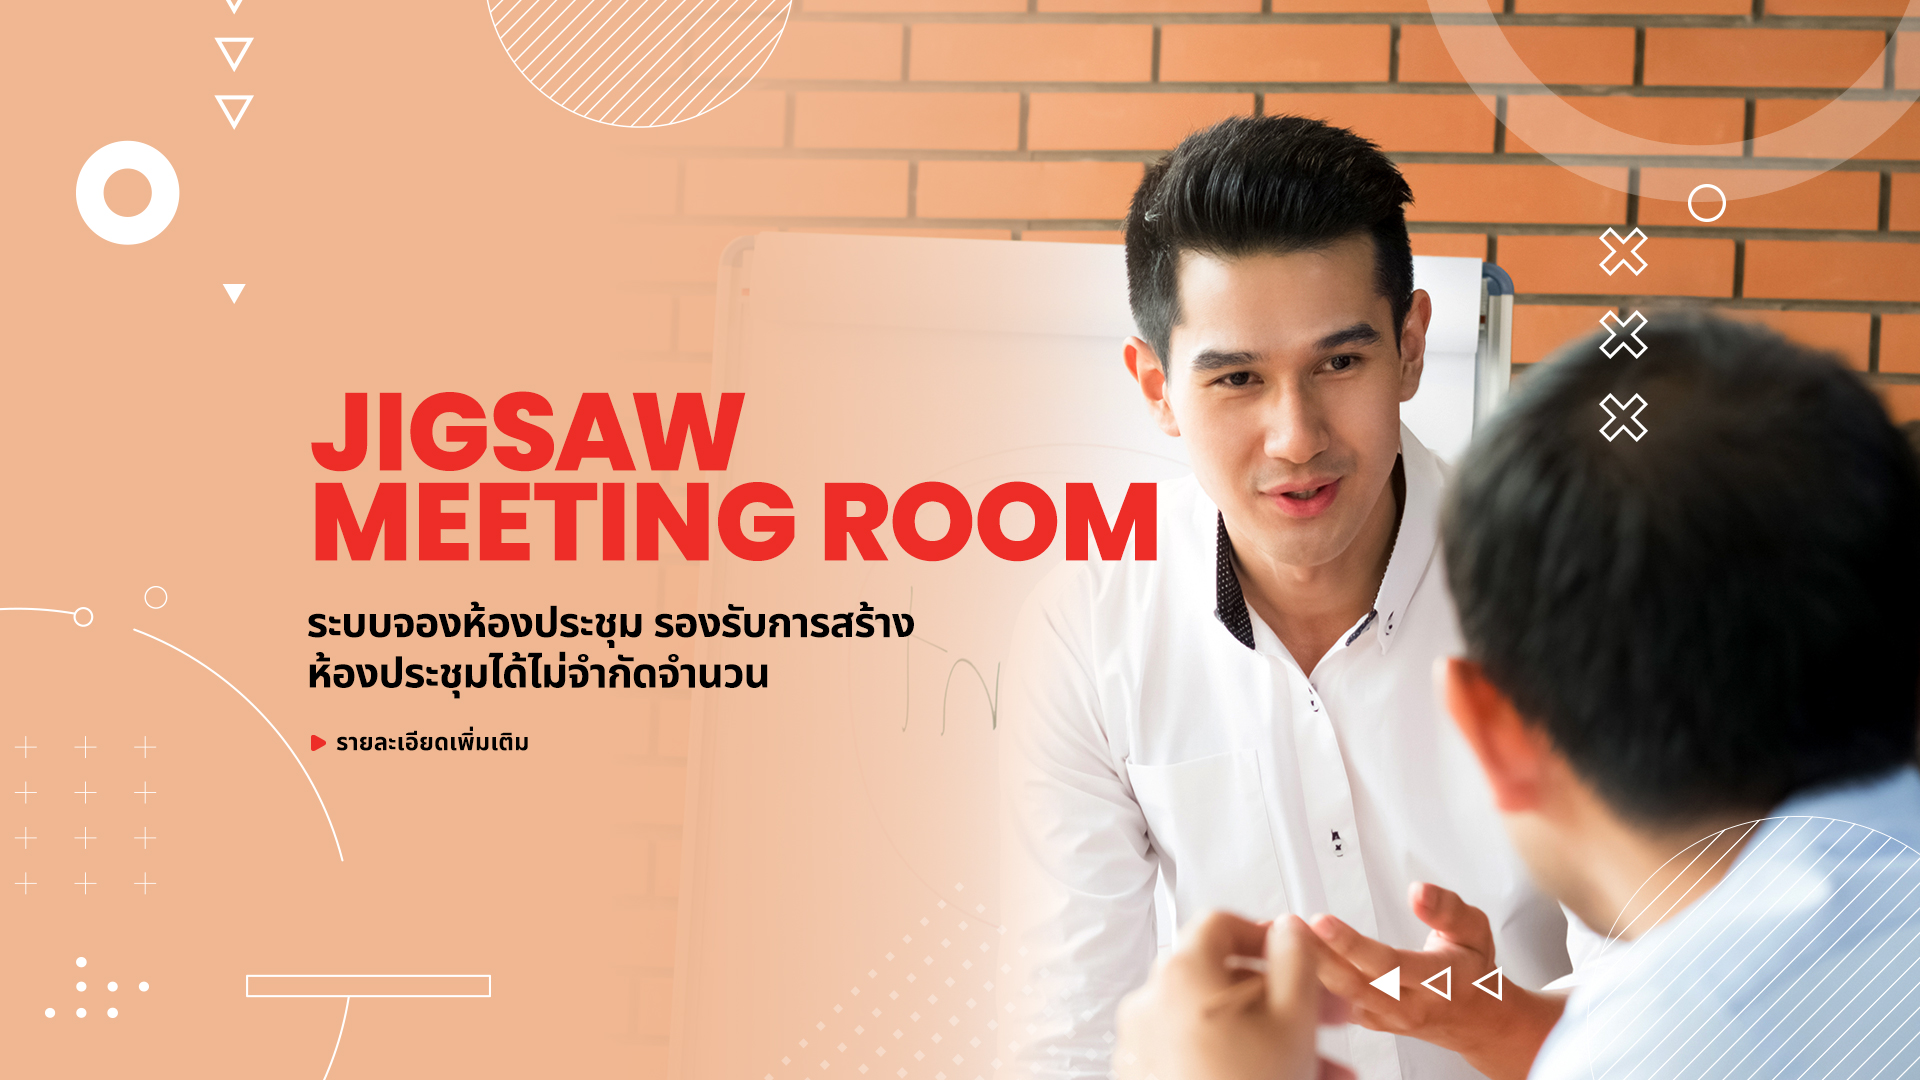 JIGSAW
MEETING ROOM
ระบบจองห้องประชุม รองรับการสร้าง
ห้องประชุมได้ไม่จำกัดจำนวน
รายละเอียดเพิ่มเติม